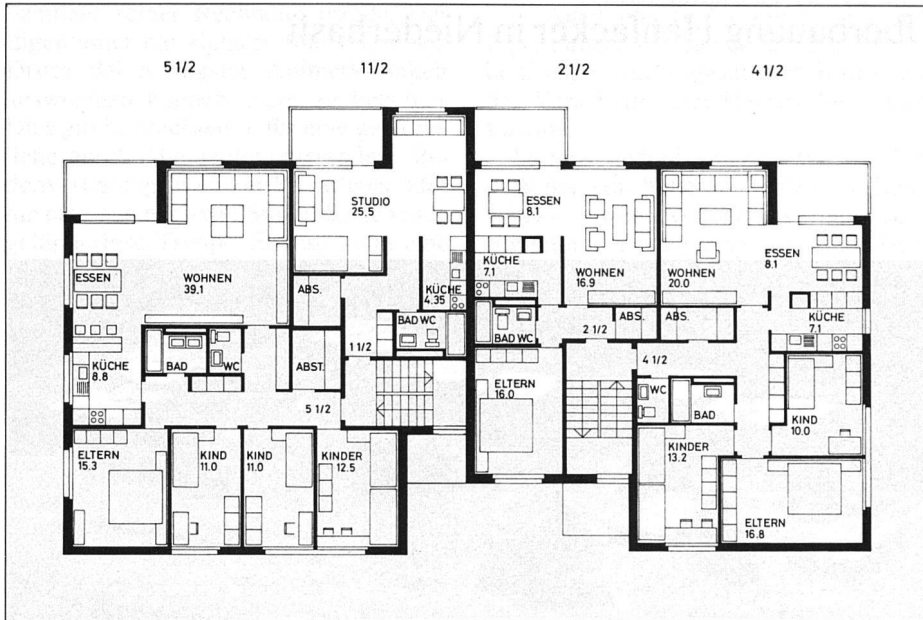 5 1/2
1 1/2
2 1/2
4 1/2
STUDIO
25.5
ESSEN
8.1
ESSEN
WOHNEN
39.1
ABS.
KÜCHE
4.35
KÜCHE
7.1
WOHNEN
16.9
WOHNEN
20.0
ESSEN
8.1
KÜCHE
8.8
BAD
WC
ABST.
1 1/2
BAD WC
BAD WC
2 1/2
ABS.
ABS.
KÜCHE
7.1
5 1/2
ELTERN
16.0
4 1/2
WC
BAD
KIND
10.0
ELTERN
15.3
KIND
11.0
KIND
11.0
KINDER
12.5
KINDER
13.2
ELTERN
16.8